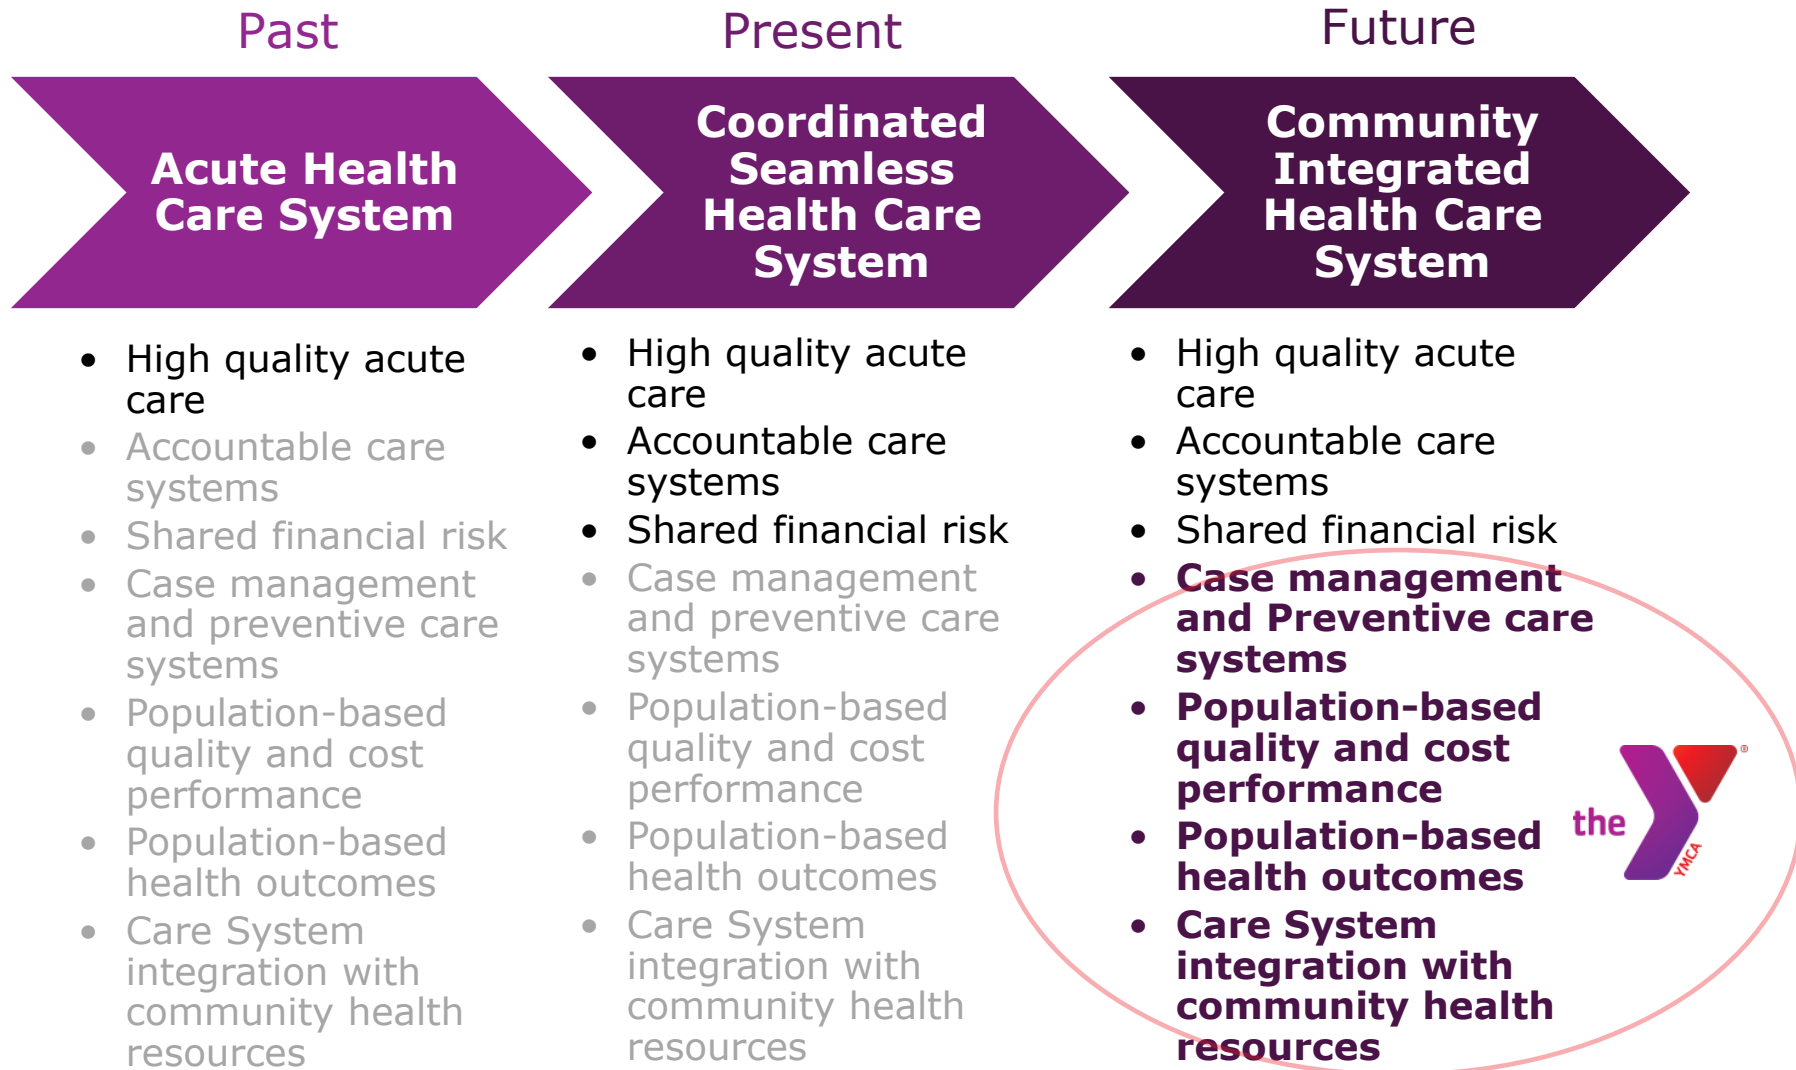 Past
Acute Health
Care System
• High quality acute
care
• Accountable care
systems
• Shared financial risk
• Case management
and preventive care
systems
• Population-based
quality and cost
performance
• Population-based
health outcomes
• Care System
integration with
community health
resources
Present
Coordinated
Seamless
Health Care
System
• High quality acute
care
• Accountable care
systems
• Shared financial risk
• Case management
and preventive care
systems
• Population-based
quality and cost
performance
• Population-based
health outcomes
• Care System
integration with
community health
resources
Future
Community
Integrated
Health Care
System
• High quality acute
care
• Accountable care
systems
• Shared financial risk
• Case management
and Preventive care
systems
• Population-based
quality and cost
performance
• Population-based
health outcomes
• Care System
integration with
community health
resources
the
YMCA
®